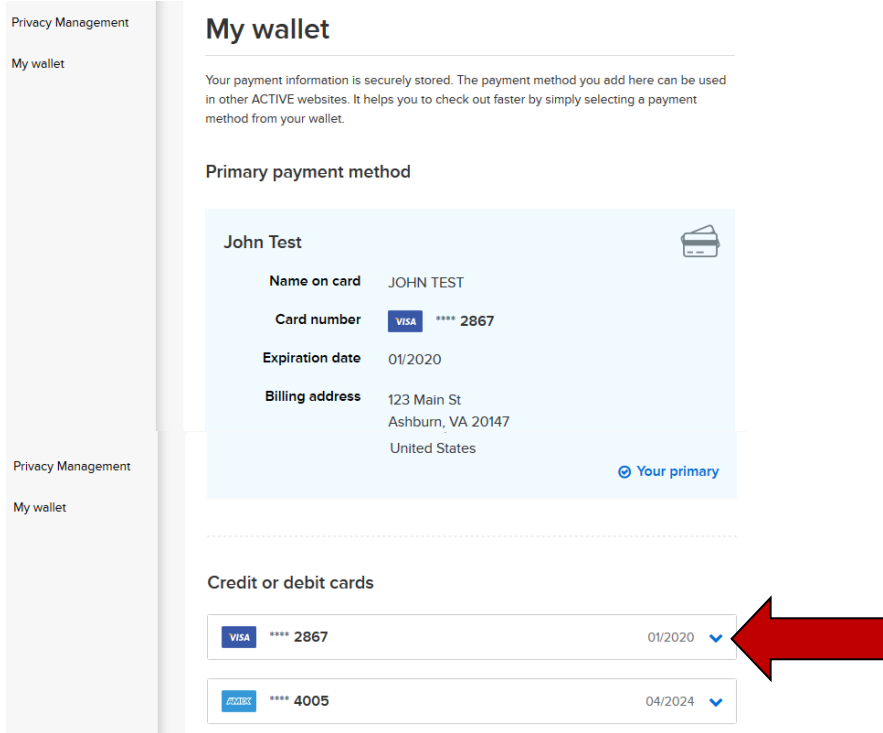 Privacy Management
My wallet
My wallet
Your payment information is securely stored. The payment method you add here can be used
in other ACTIVE websites. It helps you to check out faster by simply selecting a payment
method from your wallet.
Primary payment method
John Test
Name on card JOHN TEST
Card number VISA **** 2867
Expiration date 01/2020
Billing address 123 Main St
Ashburn, VA 20147
United States
Privacy Management
Your primary
My wallet
Credit or debit cards
VISA **** 2867 01/2020
AMEX **** 4005 04/2024